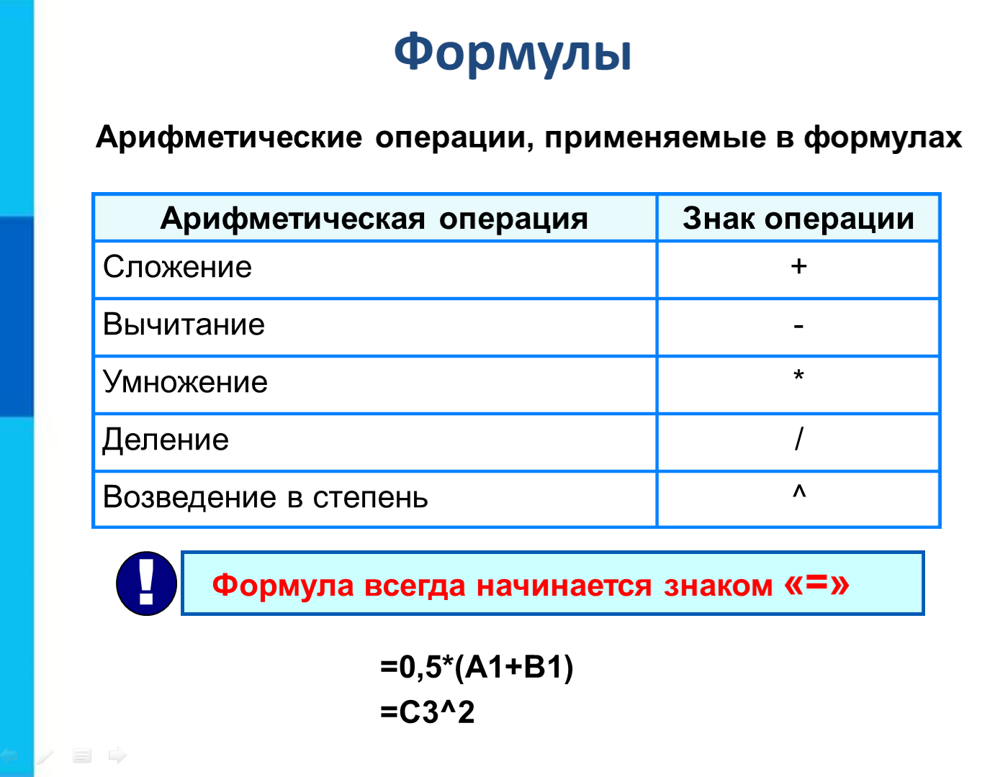 Формулы
Арифметические операции, применяемые в формулах
Арифметическая операция Знак операции
Сложение +
Вычитание -
Умножение *
Деление /
Возведение в степень ^
! Формула всегда начинается знаком «=»
=0,5*(A1+B1)
=C3^2